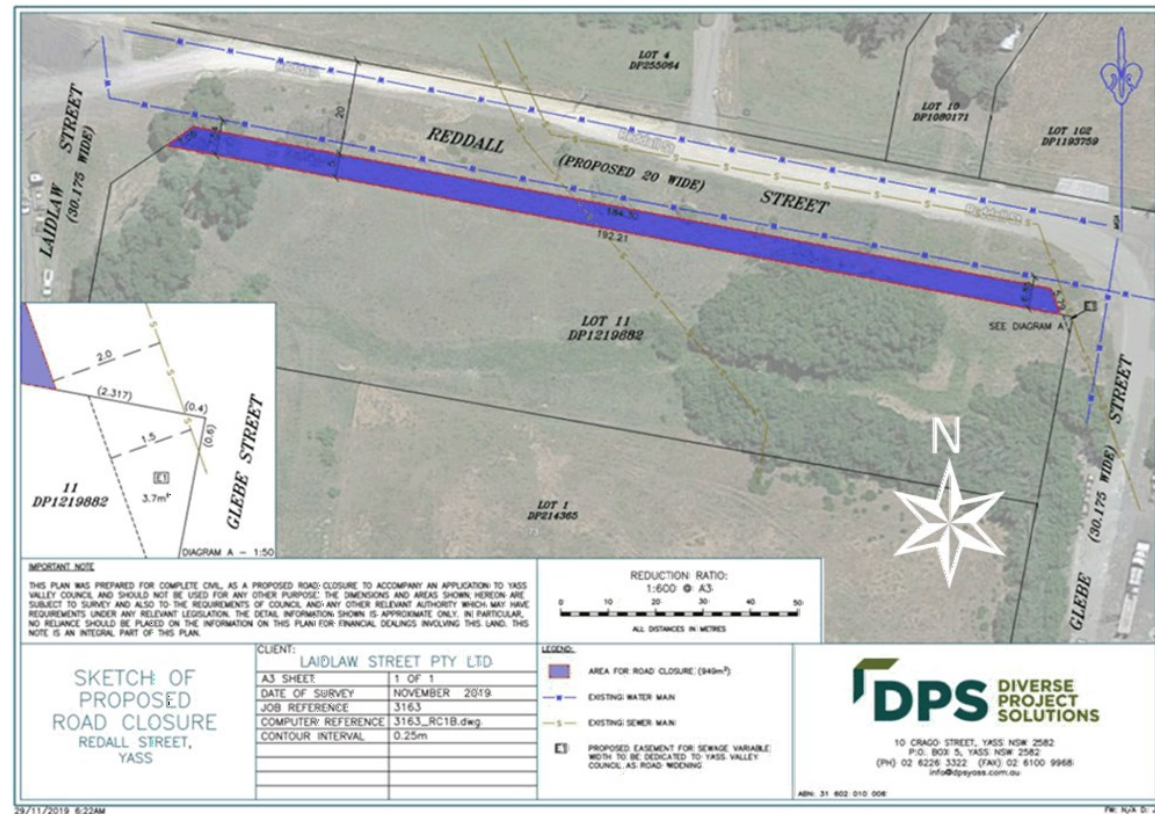 LOT 4
DP255064
LOT 10
DP1080171
LOT 102
DP1193759
LAIDLAW STREET
(30.175 WIDE)
20
REDDALL STREET
(PROPOSED 20 WIDE)
Reddall St
Reddall St
192.21
MGA
E1
SEE DIAGRAM A
LOT 11
DP1219882
LOT 1
DP214365
GLEBE STREET
(30.175 WIDE)
N
2.0
(2.317)
(0.4)
(0.6)
1.5
E1
3.7m²
11
DP1219882
GLEBE STREET
DIAGRAM A - 1:50
IMPORTANT NOTE
THIS PLAN WAS PREPARED FOR COMPLETE CIVIL, AS A PROPOSED ROAD CLOSURE TO ACCOMPANY AN APPLICATION TO YASS
VALLEY COUNCIL AND SHOULD NOT BE USED FOR ANY OTHER PURPOSE. THE DIMENSIONS AND AREAS SHOWN HEREON ARE
SUBJECT TO SURVEY AND ALSO TO THE REQUIREMENTS OF COUNCIL AND ANY OTHER RELEVANT AUTHORITY WHICH MAY HAVE
REQUIREMENTS UNDER ANY RELEVANT LEGISLATION. THE DETAIL INFORMATION SHOWN IS APPROXIMATE ONLY. IN PARTICULAR,
NO RELIANCE SHOULD BE PLACED ON THE INFORMATION ON THIS PLAN FOR FINANCIAL DEALINGS INVOLVING THIS LAND. THIS
NOTE IS AN INTEGRAL PART OF THIS PLAN.
REDUCTION RATIO:
1:600 @ A3
0 10 20 30 40 50
ALL DISTANCES IN METRES
SKETCH OF
PROPOSED
ROAD CLOSURE
REDALL STREET,
YASS
CLIENT:
LAIDLAW STREET PTY LTD
A3 SHEET 1 OF 1
DATE OF SURVEY NOVEMBER 2019
JOB REFERENCE 3163
COMPUTER REFERENCE 3163_RC1B.dwg
CONTOUR INTERVAL 0.25m
LEGEND:
AREA FOR ROAD CLOSURE (949m²)
W EXISTING WATER MAIN
S EXISTING SEWER MAIN
E1 PROPOSED EASEMENT FOR SEWAGE VARIABLE
WIDTH TO BE DEDICATED TO YASS VALLEY
COUNCIL AS ROAD WIDENING
DPS DIVERSE
PROJECT
SOLUTIONS
10 CRAGO STREET, YASS NSW 2582
P.O. BOX 5, YASS NSW 2582
(PH) 02 6226 3322 (FAX) 02 6100 9968
info@dpsyass.com.au
ABN: 31 602 010 006
29/11/2019 6:22AM